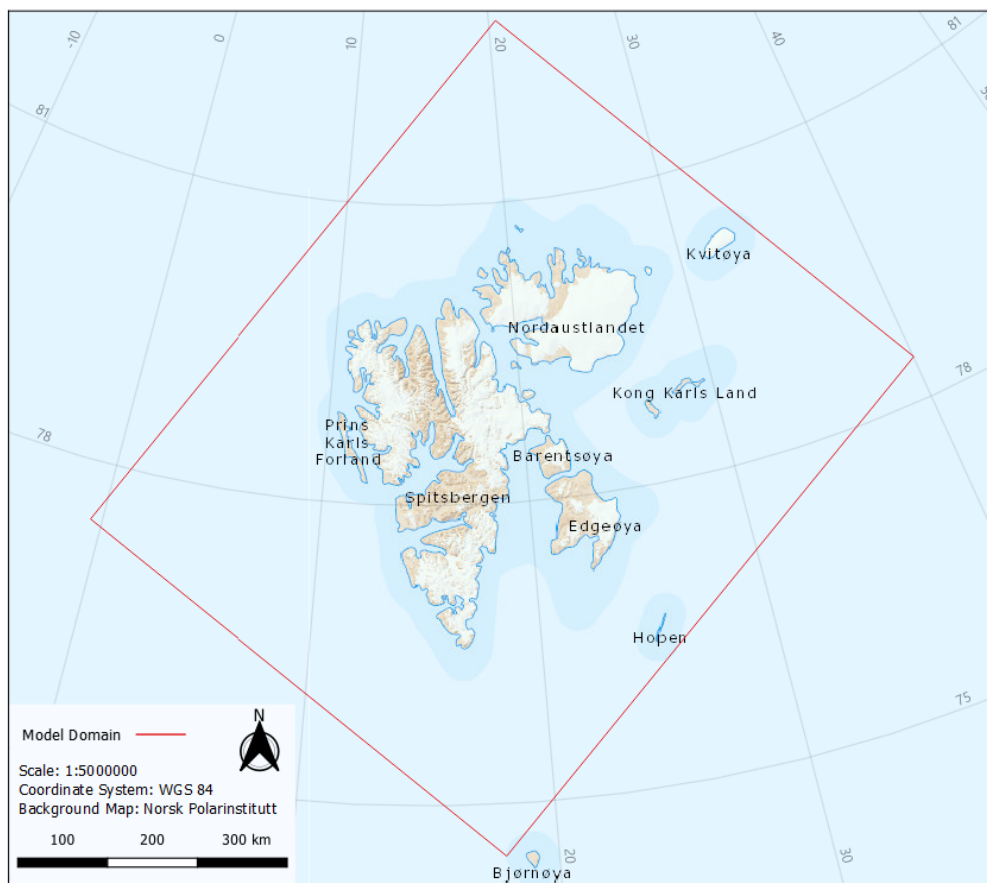 -10
0
10
20
30
40
81
81
Kvitøya
Nordaustlandet
78
Kong Karls Land
Prins
Karls
Forland
78
Barentsøya
Spitsbergen
Edgeøya
Hopen
75
N
Model Domain
Scale: 1:5000000
Coordinate System: WGS 84
Background Map: Norsk Polarinstitutt
100 200 300 km
20
30
Bjørnøya